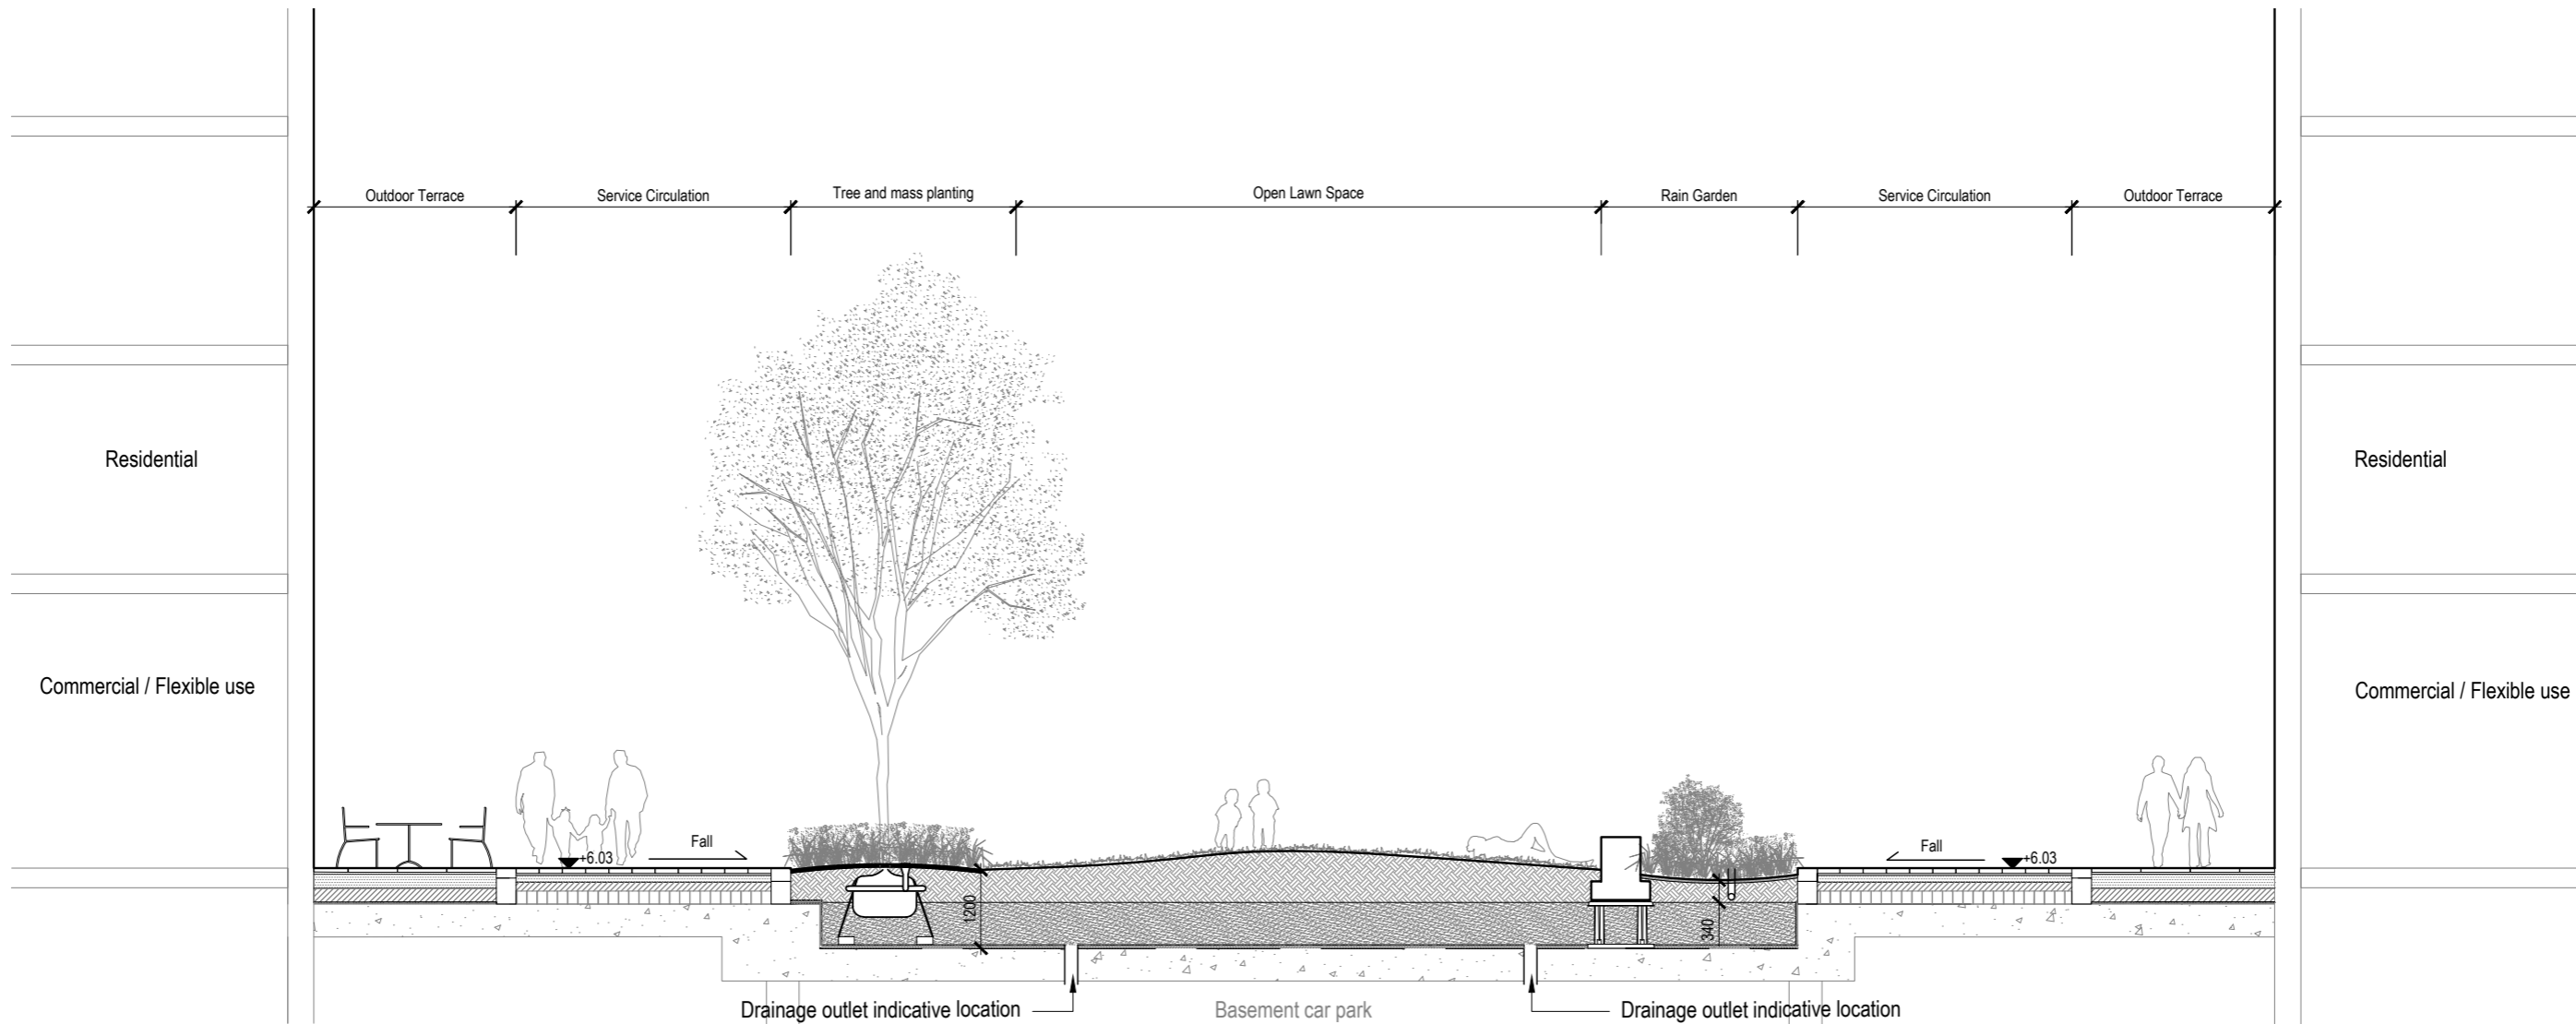 Outdoor Terrace
Service Circulation
Tree and mass planting
Open Lawn Space
Rain Garden
Service Circulation
Outdoor Terrace
Residential
Residential
Commercial / Flexible use
Commercial / Flexible use
Fall
+6.03
Fall
+6.03
1200
340
Drainage outlet indicative location
Basement car park
Drainage outlet indicative location